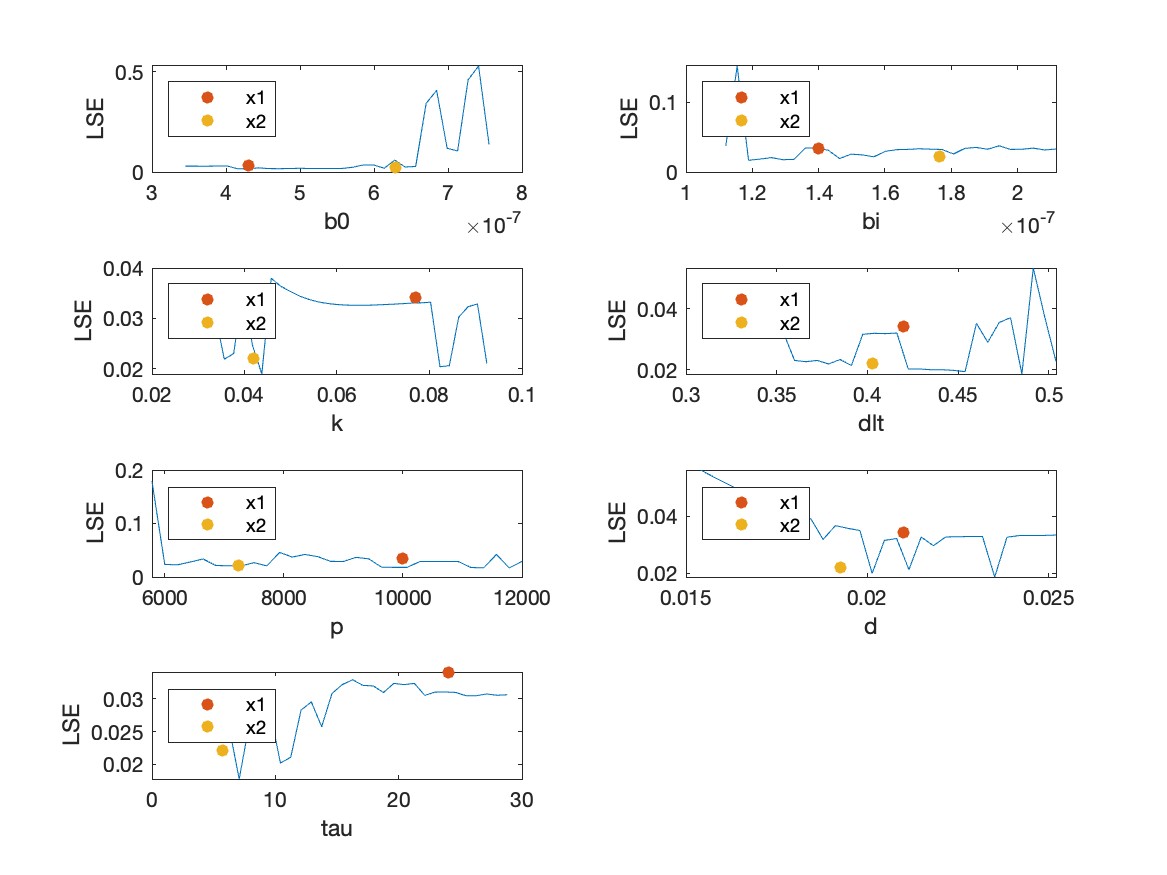 LSE
0.5
0
x1
x2
3 4 5 6 7 8
b0
×10-7
LSE
0.1
0
x1
x2
1 1.2 1.4 1.6 1.8 2
bi
×10-7
LSE
0.04
0.03
0.02
x1
x2
0.02 0.04 0.06 0.08 0.1
k
LSE
0.04
0.02
x1
x2
0.3 0.35 0.4 0.45 0.5
dlt
LSE
0.2
0.1
0
x1
x2
6000 8000 10000 12000
p
LSE
0.04
0.02
x1
x2
0.015 0.02 0.025
d
LSE
0.03
0.025
0.02
x1
x2
0 10 20 30
tau